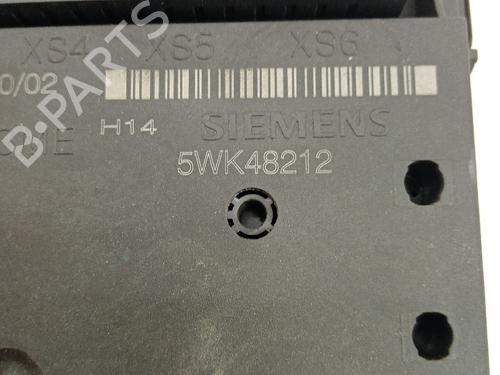 XS4 XS5 XS6
0/02
H14 SIEMENS
5WK48212
B-PARTS